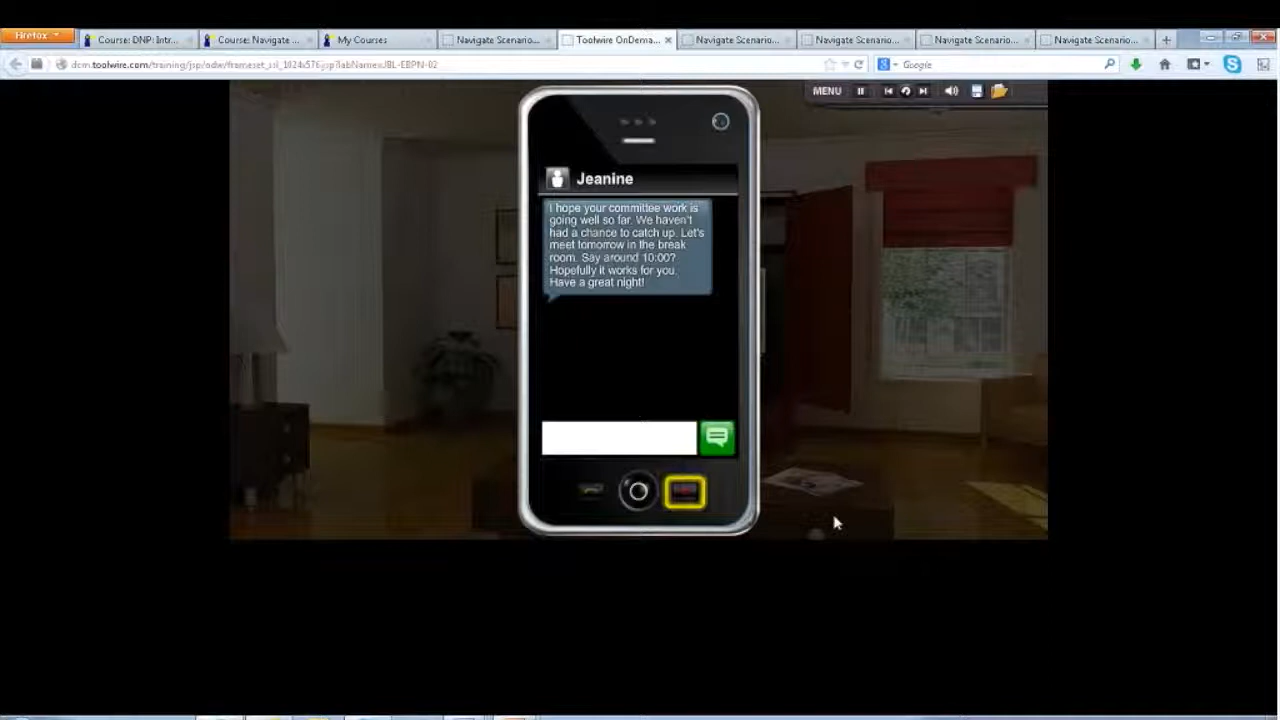 Firefox
Course: DNP: Intr...
Course: Navigate ...
My Courses
Navigate Scenario...
Toolwire OnDema...
Navigate Scenario...
Navigate Scenario...
Navigate Scenario...
Navigate Scenario...
Google
MENU
Jeanine
I hope your committee work is
going well so far. We haven't
had a chance to catch up. Let's
meet tomorrow in the break
room. Say around 10:00?
Hopefully it works for you.
Have a great night!